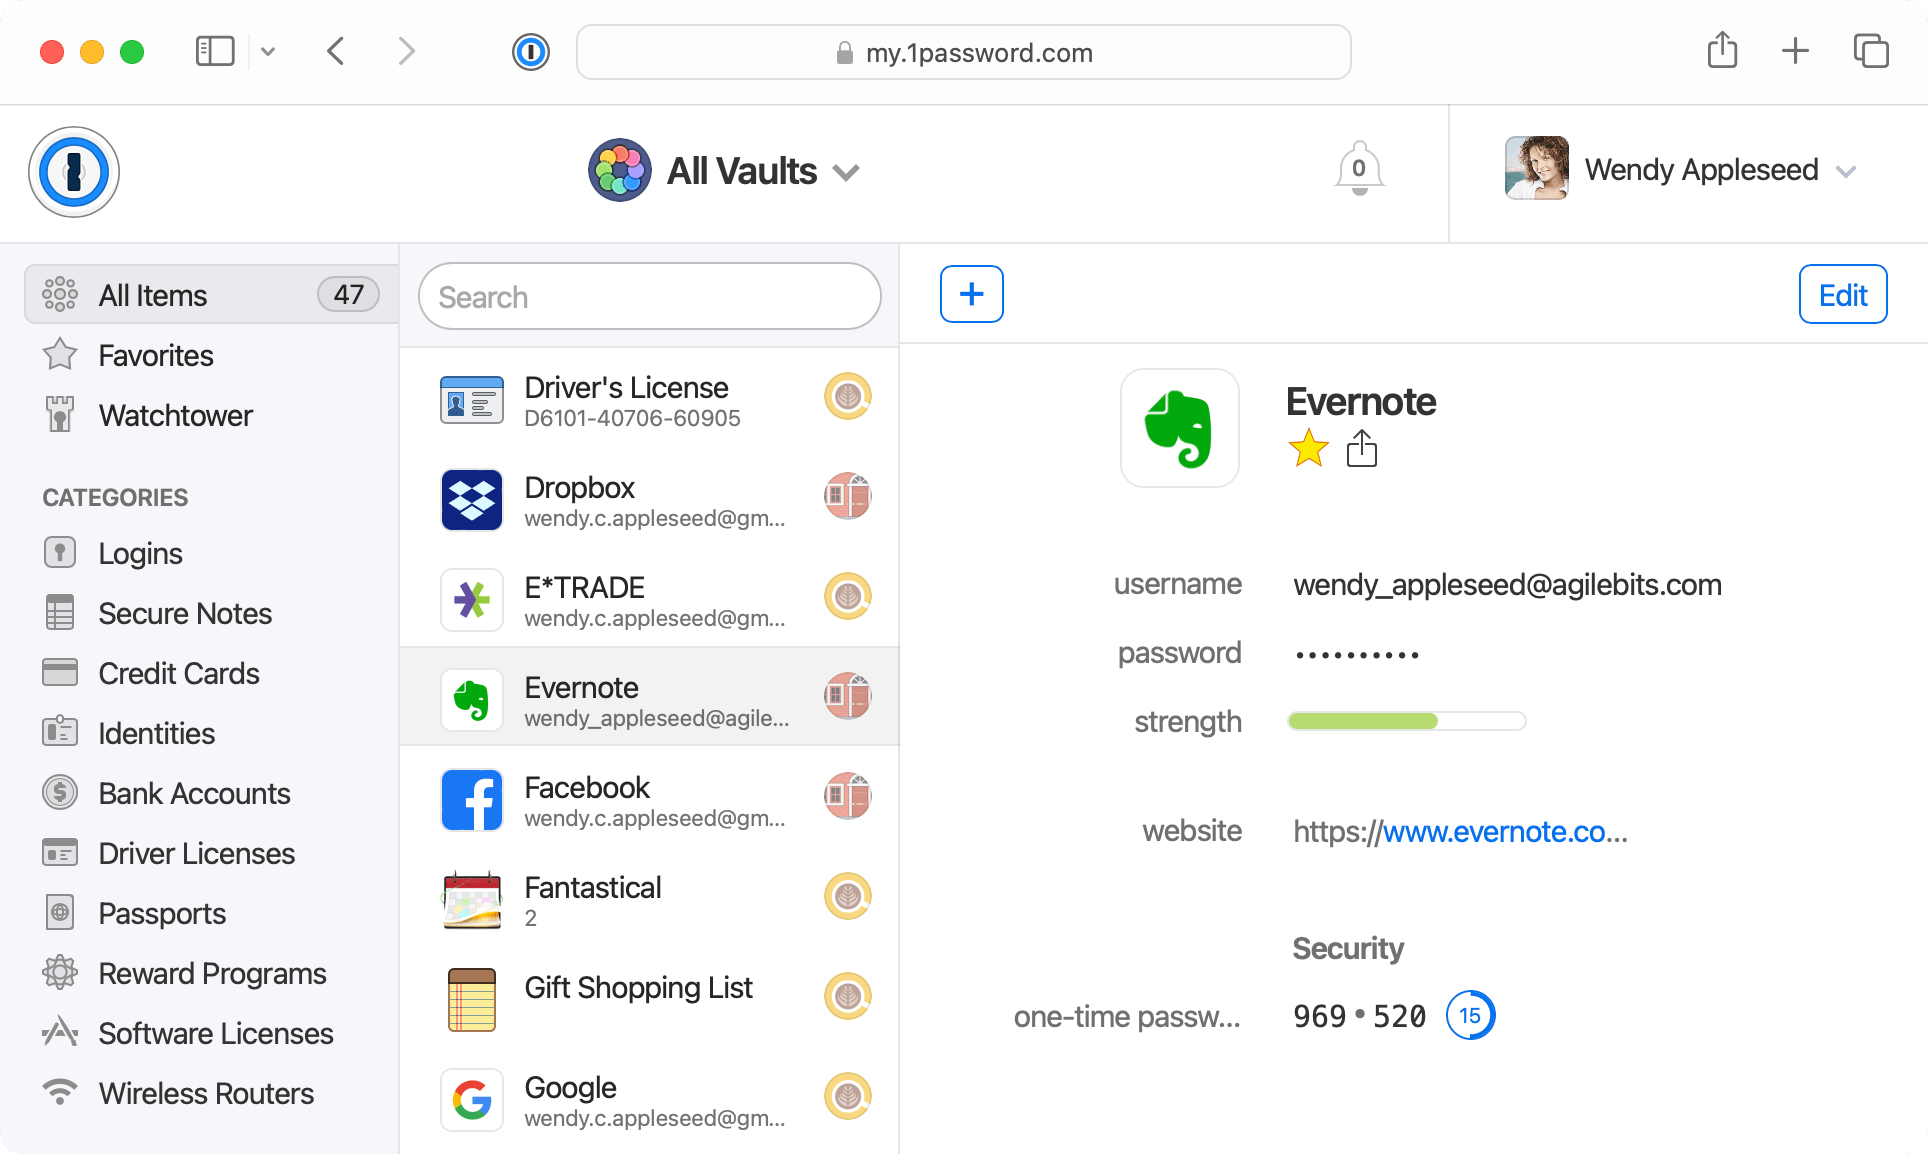 my.1password.com
All Vaults
0
Wendy Appleseed
All Items 47
Favorites
Watchtower
CATEGORIES
Logins
Secure Notes
Credit Cards
Identities
Bank Accounts
Driver Licenses
Passports
Reward Programs
Software Licenses
Wireless Routers
Search
Driver's License
D6101-40706-60905
Dropbox
wendy.c.appleseed@gm...
E*TRADE
wendy.c.appleseed@gm...
Evernote
wendy_appleseed@agile...
Facebook
wendy.c.appleseed@gm...
Fantastical
2
Gift Shopping List
Google
wendy.c.appleseed@gm...
+ Edit
Evernote
username wendy_appleseed@agilebits.com
password ••••••••••
strength
website https://www.evernote.co...
Security
one-time passw... 969•520 15